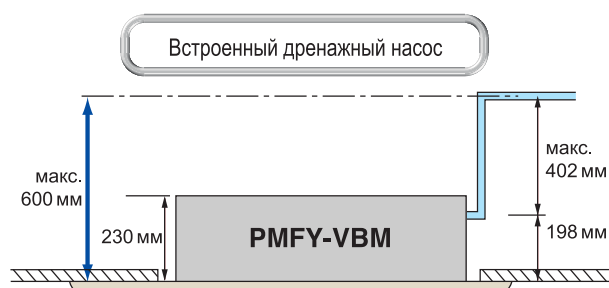 Встроенный дренажный насос
макс.
600 мм
230 мм
PMFY-VBM
макс.
402 мм
198 мм